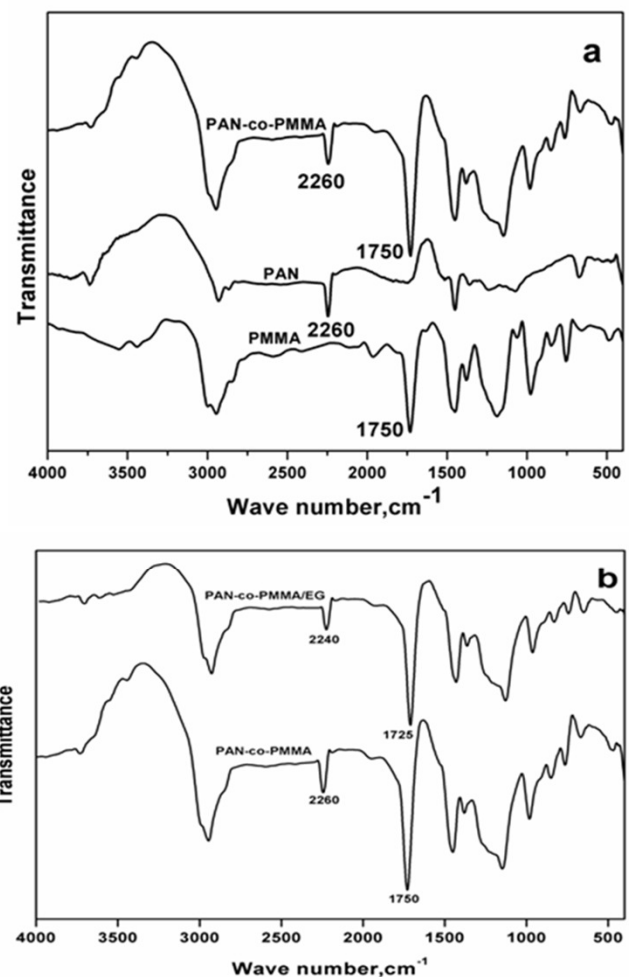 a
PAN-co-PMMA
2260
1750
PAN
2260
PMMA
1750
Transmittance
4000 3500 3000 2500 2000 1500 1000 500
Wave number,cm-1
b
PAN-co-PMMA/EG
2240
1725
PAN-co-PMMA
2260
1750
Transmittance
4000 3000 2500 2000 1500 1000 500
Wave number,cm-1